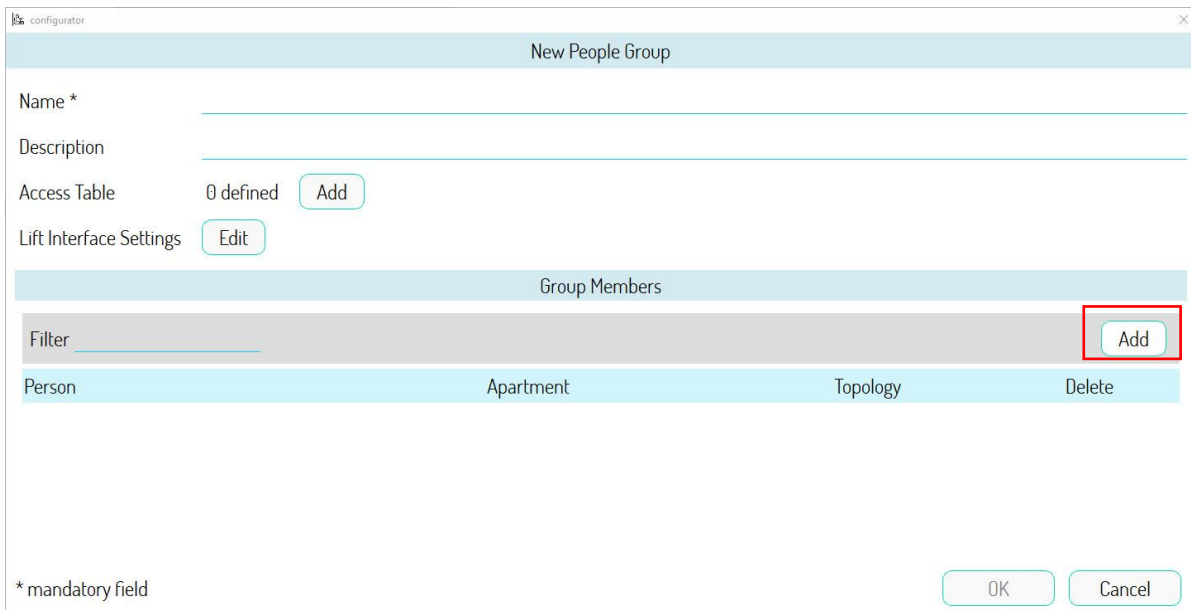 configurator
New People Group
Name *
Description
Access Table 0 defined Add
Lift Interface Settings Edit
Group Members
Filter Add
Person Apartment Topology Delete
* mandatory field OK Cancel